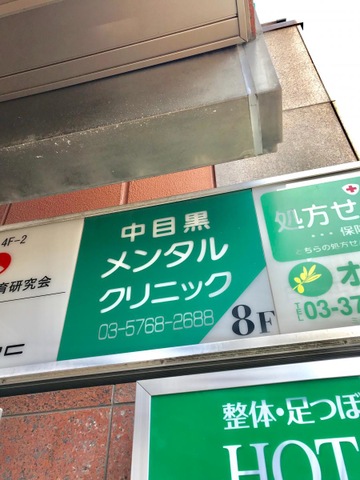 4F-2
育研究会
中目黒
メンタル
クリニック
03-5768-2688
8F
処方せ
…保険
こちらの処方せ
オ
TEL 03-37
整体・足つぼ
HOT